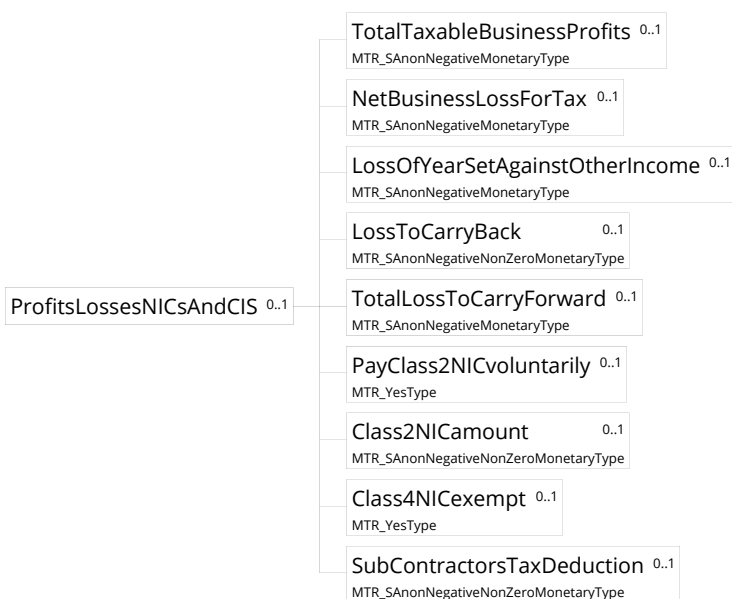 TotalTaxableBusinessProfits 0..1
MTR_SAnonNegativeMonetaryType
NetBusinessLossForTax 0..1
MTR_SAnonNegativeMonetaryType
LossOfYearSetAgainstOtherIncome 0..1
MTR_SAnonNegativeMonetaryType
LossToCarryBack 0..1
MTR_SAnonNegativeNonZeroMonetaryType
ProfitsLossesNICsAndCIS 0..1
TotalLossToCarryForward 0..1
MTR_SAnonNegativeMonetaryType
PayClass2NICvoluntarily 0..1
MTR_YesType
Class2NICamount 0..1
MTR_SAnonNegativeNonZeroMonetaryType
Class4NICexempt 0..1
MTR_YesType
SubContractorsTaxDeduction 0..1
MTR_SAnonNegativeNonZeroMonetaryType